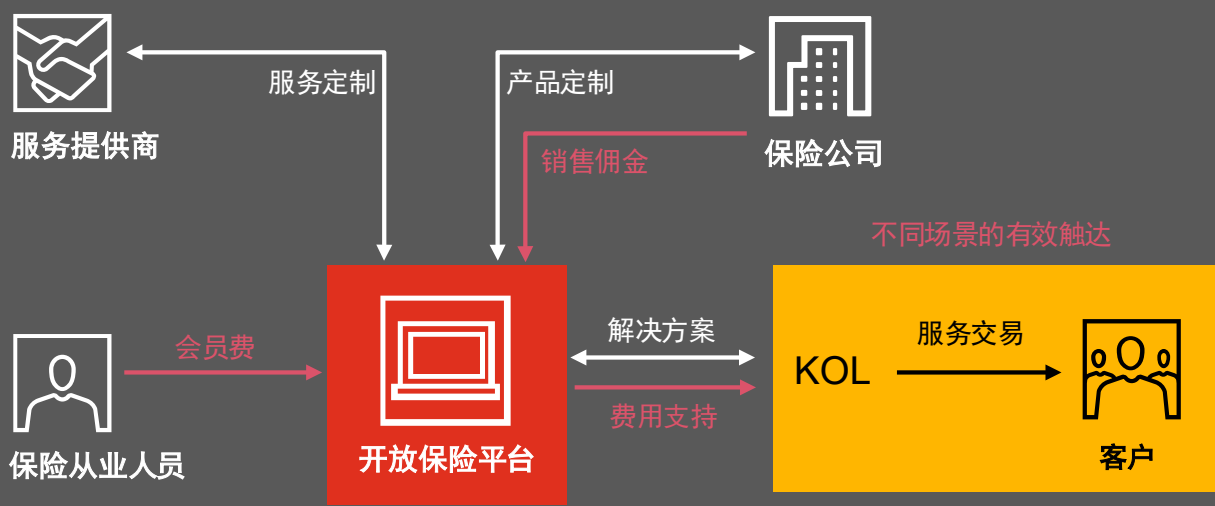 服务定制
产品定制
服务提供商
保险公司
销售佣金
不同场景的有效触达
会员费
解决方案
服务交易
KOL
费用支持
保险从业人员
开放保险平台
客户